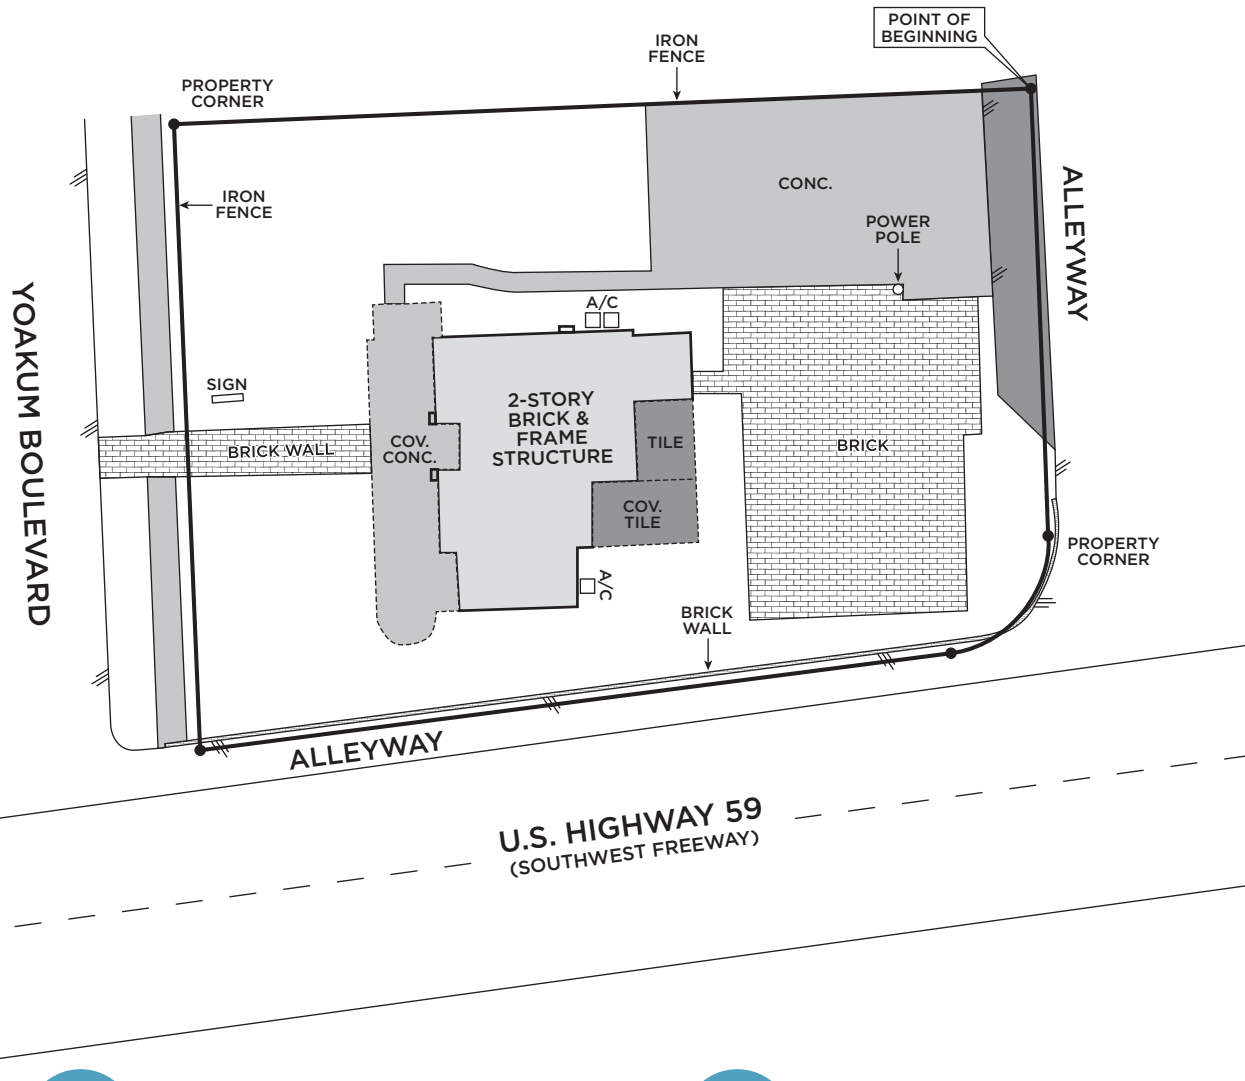 POINT OF
BEGINNING
IRON
FENCE
PROPERTY
CORNER
CONC.
ALLEYWAY
IRON
FENCE
POWER
POLE
YOAKUM BOULEVARD
A/C
SIGN
2-STORY
BRICK &
FRAME
STRUCTURE
BRICK WALL
COV.
CONC.
TILE
BRICK
COV.
TILE
PROPERTY
CORNER
A/C
BRICK
WALL
ALLEYWAY
U.S. HIGHWAY 59
(SOUTHWEST FREEWAY)